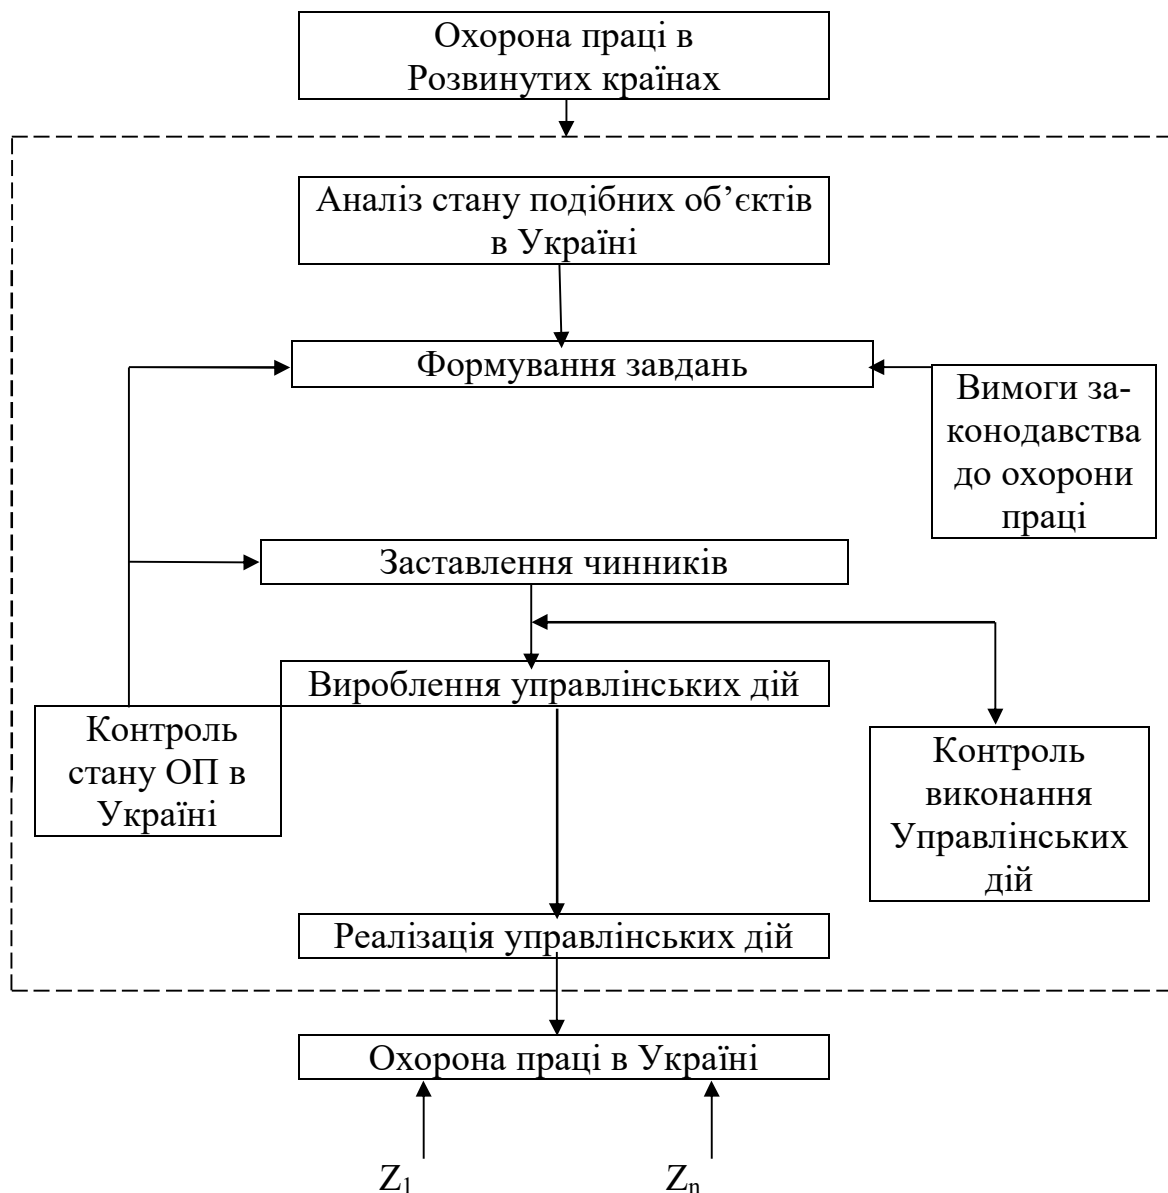 Охорона праці в
Розвинутих країнах
Аналіз стану подібних об’єктів
в Україні
Формування завдань
Вимоги за-
конодавства
до охорони
праці
Заставлення чинників
Вироблення управлінських дій
Контроль
стану ОП в
Україні
Контроль
виконання
Управлінських
дій
Реалізація управлінських дій
Охорона праці в Україні
Z₁ Zₙ